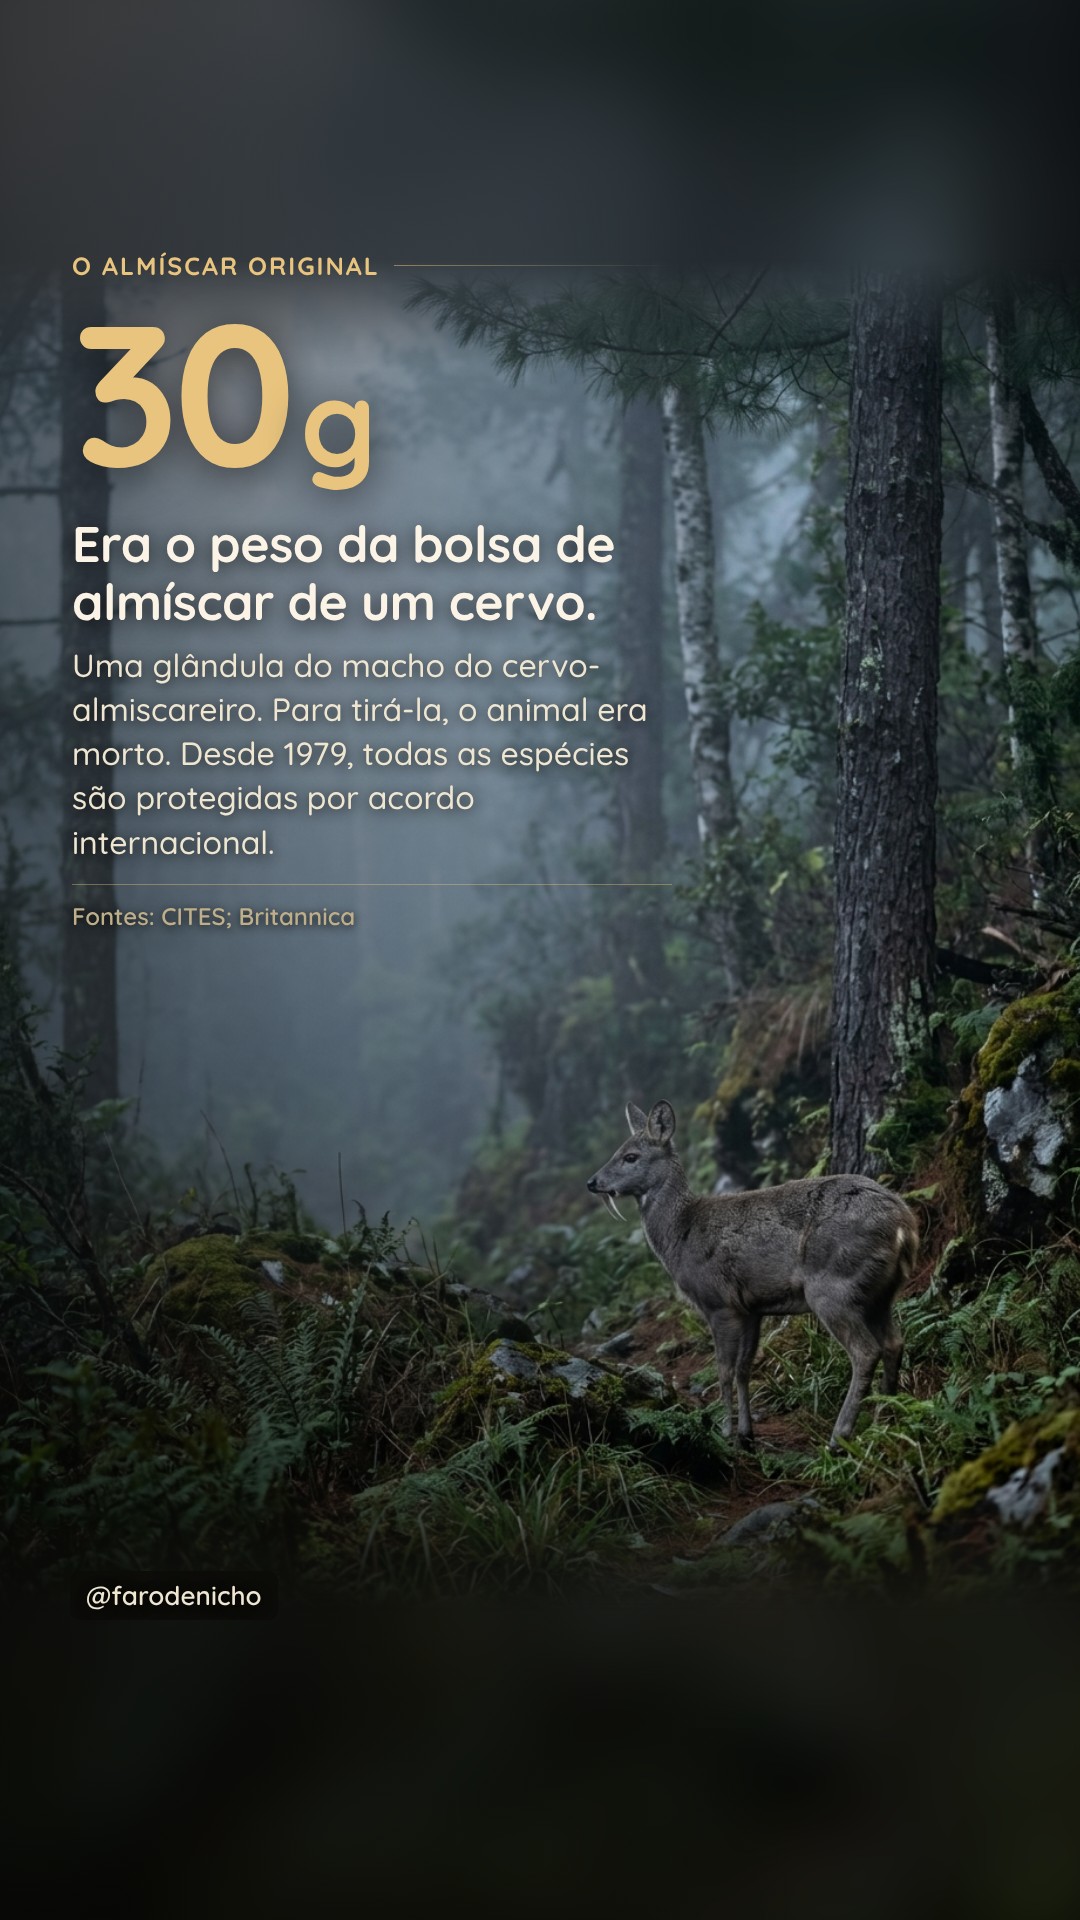 O ALMÍSCAR ORIGINAL
30g
Era o peso da bolsa de
almíscar de um cervo.
Uma glândula do macho do cervo-
almiscareiro. Para tirá-la, o animal era
morto. Desde 1979, todas as espécies
são protegidas por acordo
internacional.
Fontes: CITES; Britannica
@farodenicho